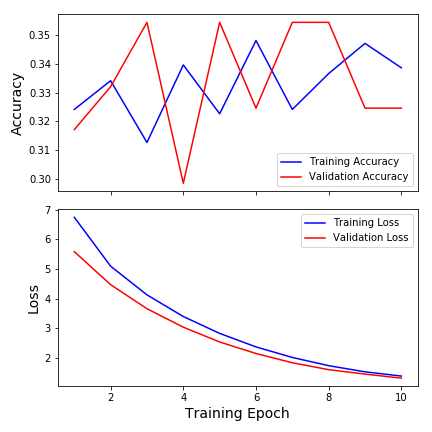 0.35
0.34
0.33
0.32
0.31
0.30
Accuracy
Training Accuracy
Validation Accuracy
7
6
5
4
3
2
Loss
Training Loss
Validation Loss
2 4 6 8 10
Training Epoch